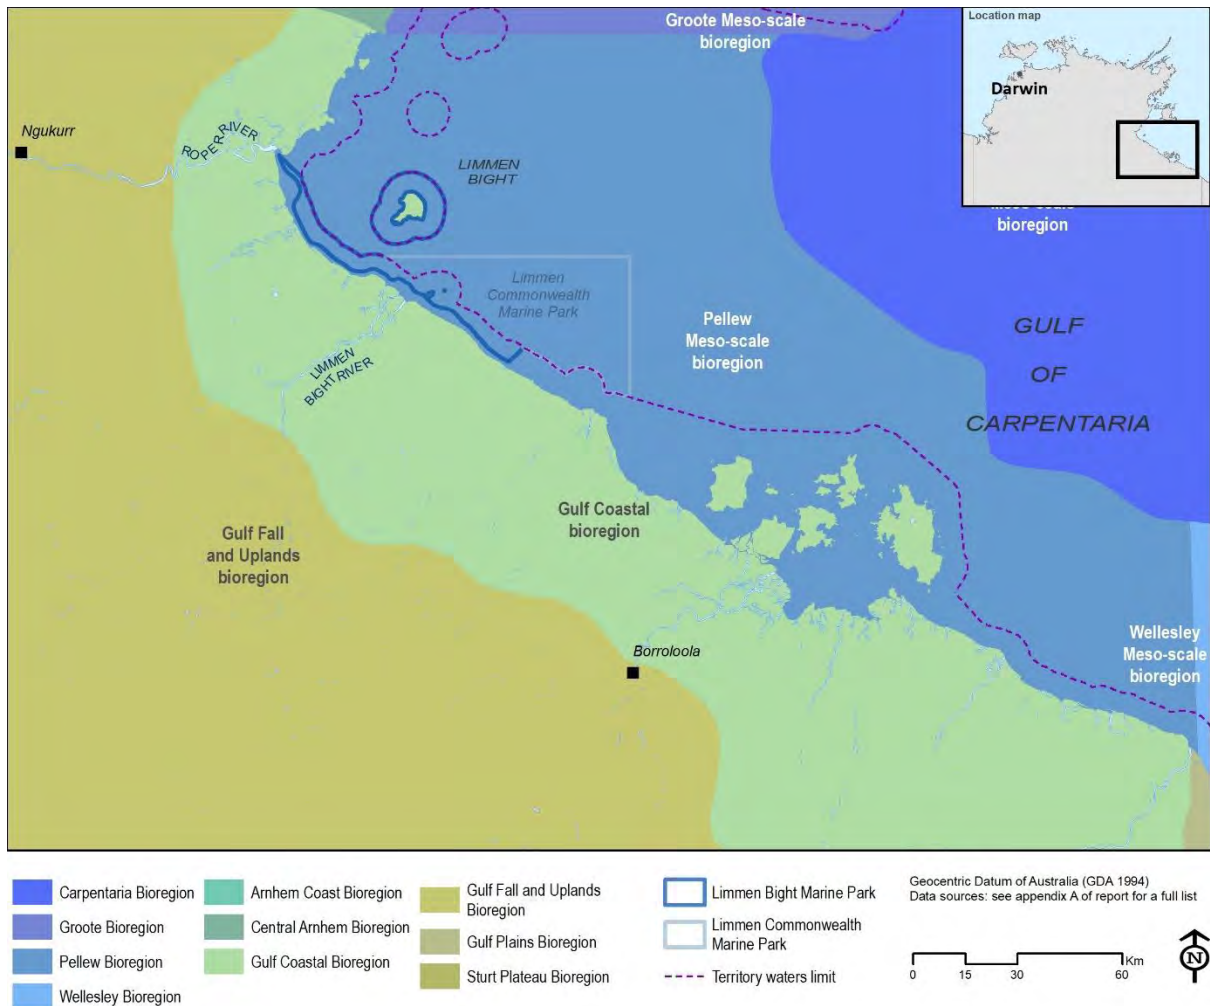 Groote Meso-scale
bioregion
Location map
Darwin
Ngukurr
ROPER RIVER
LIMMEN
BIGHT
Meso-scale
bioregion
Limmen
Commonwealth
Marine Park
Pellew
Meso-scale
bioregion
GULF
OF
CARPENTARIA
LIMMEN
BIGHT RIVER
Gulf Coastal
bioregion
Gulf Fall
and Uplands
bioregion
Borroloola
Wellesley
Meso-scale
bioregion
Carpentaria Bioregion
Groote Bioregion
Pellew Bioregion
Wellesley Bioregion
Arnhem Coast Bioregion
Central Arnhem Bioregion
Gulf Coastal Bioregion
Gulf Fall and Uplands
Bioregion
Gulf Plains Bioregion
Sturt Plateau Bioregion
Limmen Bight Marine Park
Limmen Commonwealth
Marine Park
Territory waters limit
Geocentric Datum of Australia (GDA 1994)
Data sources: see appendix A of report for a full list
Km
0 15 30 60
N